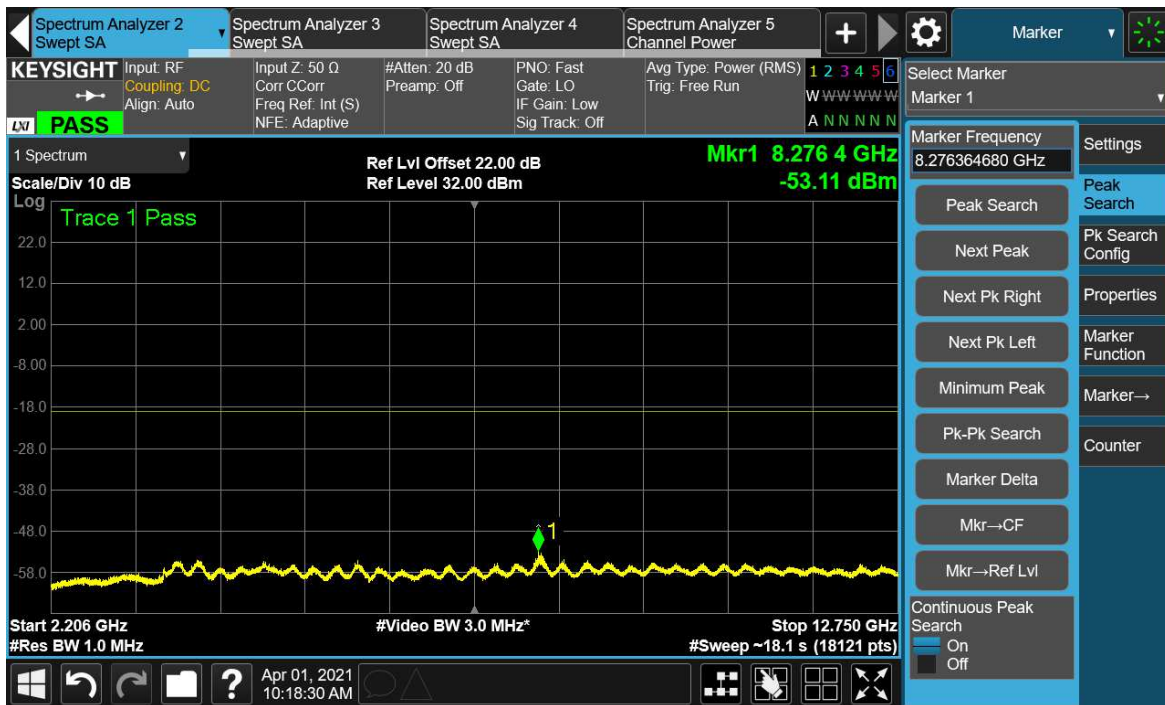 Spectrum Analyzer 2
Swept SA
Spectrum Analyzer 3
Swept SA
Spectrum Analyzer 4
Swept SA
Spectrum Analyzer 5
Channel Power
+
Marker
KEYSIGHT
LXI
PASS
Input: RF
Coupling: DC
Align: Auto
Input Z: 50 Ω
Corr CCorr
Freq Ref: Int (S)
NFE: Adaptive
#Atten: 20 dB
Preamp: Off
PNO: Fast
Gate: LO
IF Gain: Low
Sig Track: Off
Avg Type: Power (RMS)
Trig: Free Run
1 2 3 4 5 6
W W W W W W
A N N N N N
Select Marker
Marker 1
1 Spectrum
Scale/Div 10 dB
Ref Lvl Offset 22.00 dB
Ref Level 32.00 dBm
Mkr1 8.276 4 GHz
-53.11 dBm
Log
Trace 1 Pass
22.0
12.0
2.00
-8.00
-18.0
-28.0
-38.0
-48.0
-58.0
1
Start 2.206 GHz
#Res BW 1.0 MHz
#Video BW 3.0 MHz*
Stop 12.750 GHz
#Sweep ~18.1 s (18121 pts)
Marker Frequency
8.276364680 GHz
Peak Search
Next Peak
Next Pk Right
Next Pk Left
Minimum Peak
Pk-Pk Search
Marker Delta
Mkr→CF
Mkr→Ref Lvl
Continuous Peak
Search
On
Off
Settings
Peak
Search
Pk Search
Config
Properties
Marker
Function
Marker→
Counter
?
Apr 01, 2021
10:18:30 AM